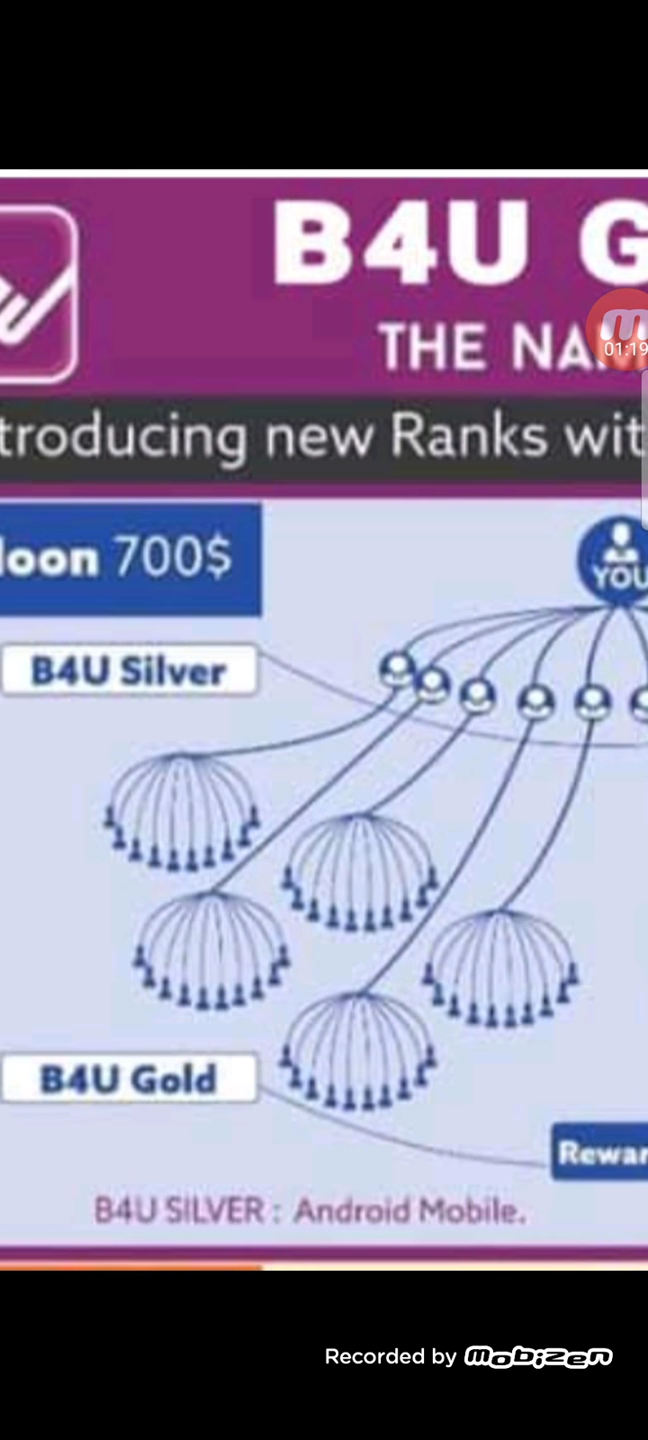 B4U G
THE NA
01:19
troducing new Ranks wit
loon 700$
YOU
B4U Silver
B4U Gold
Rewar
B4U SILVER : Android Mobile.
Recorded by mobizen